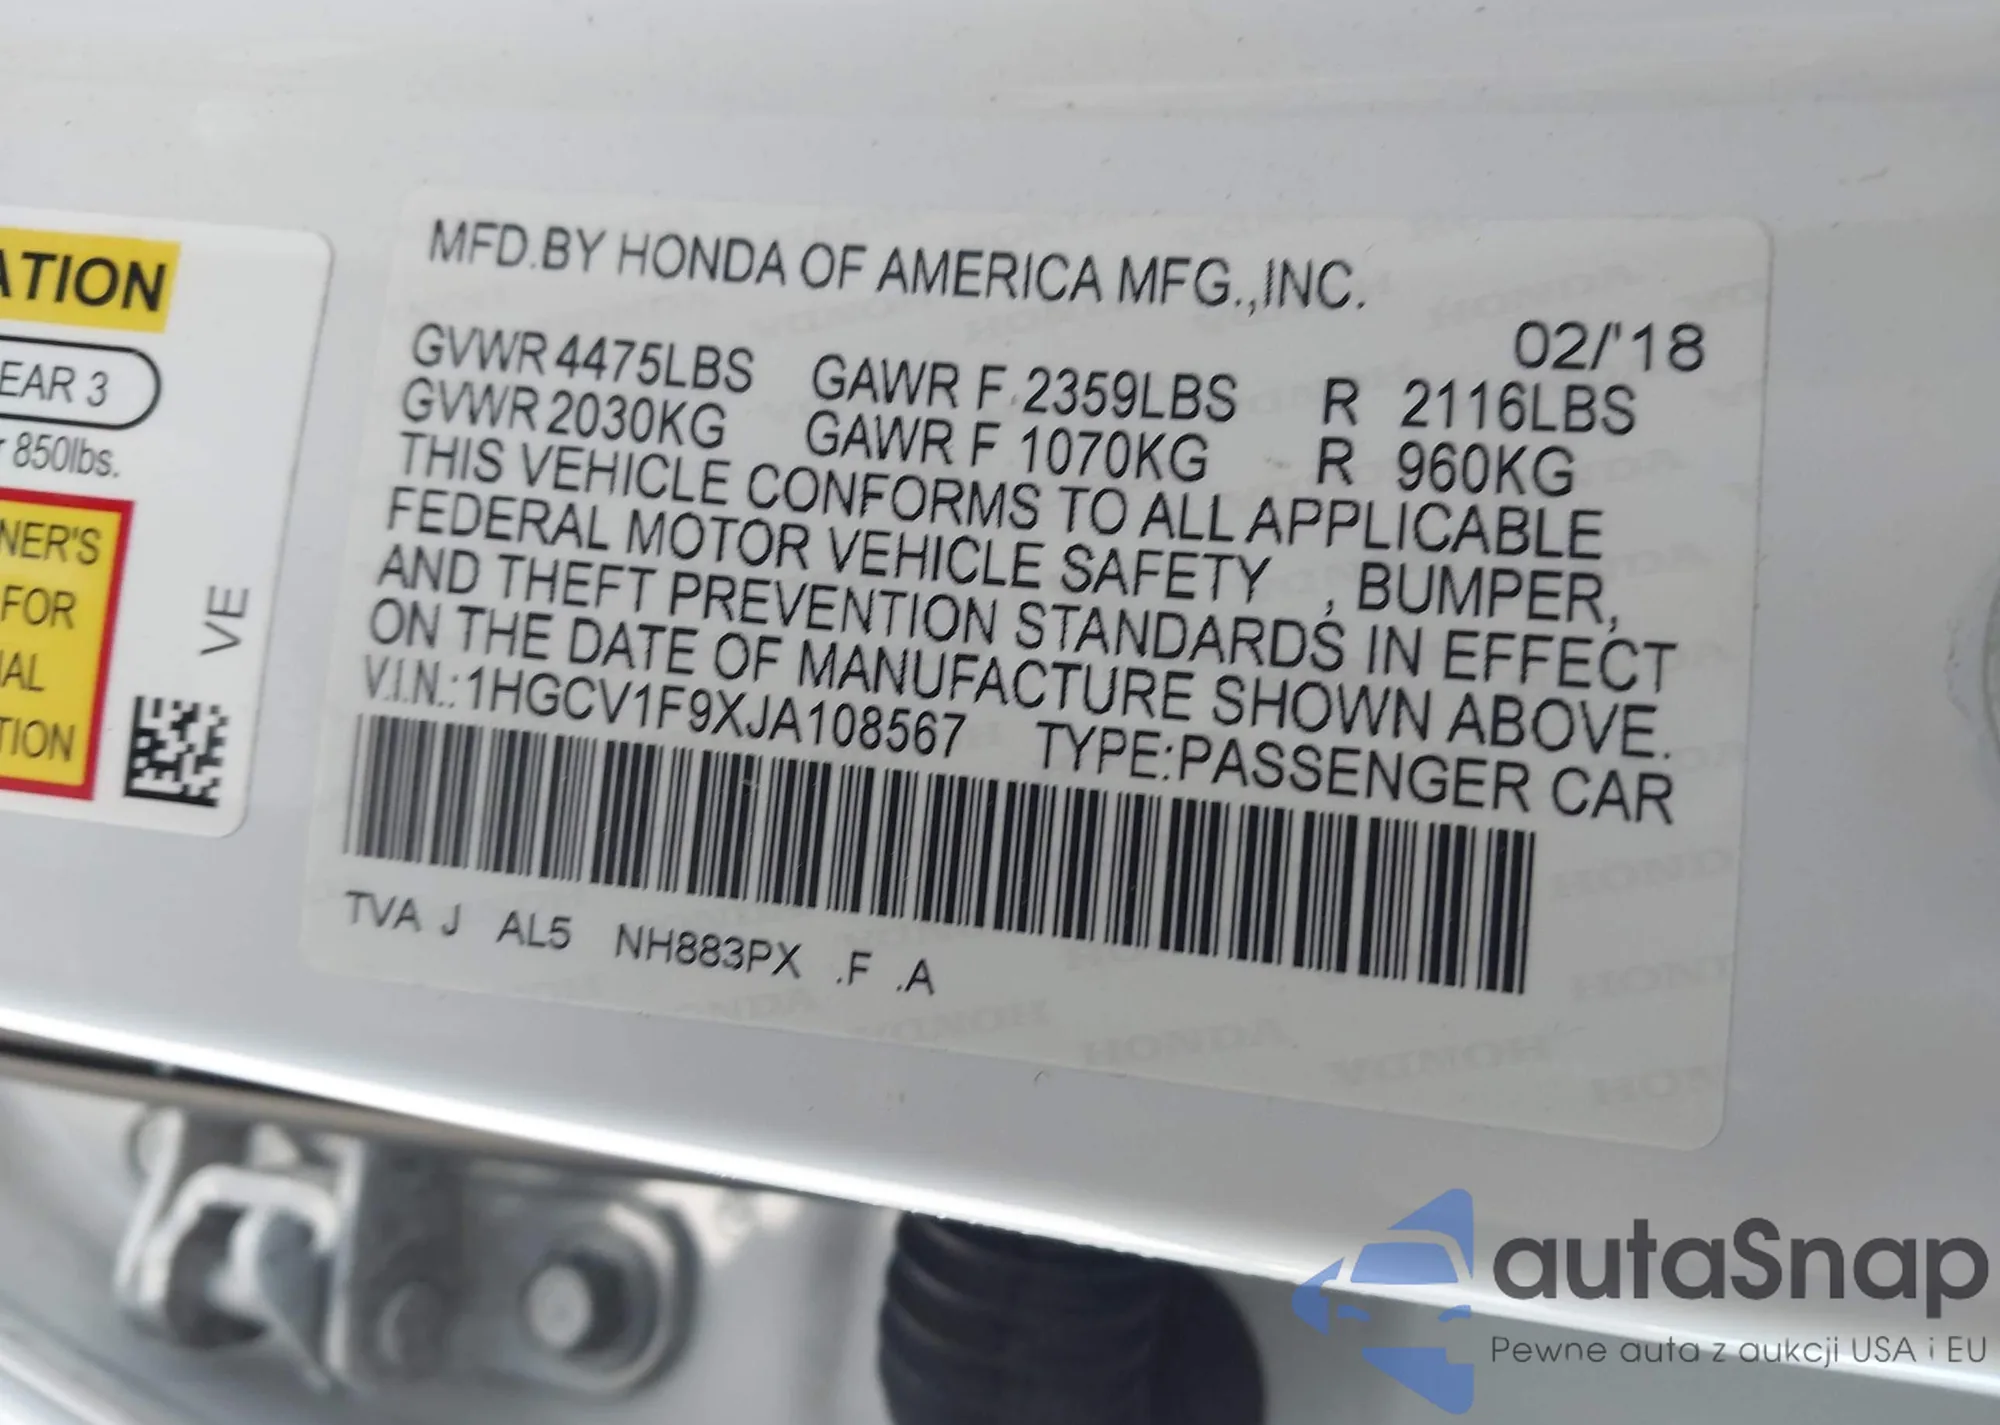 ATION
EAR 3
850lbs.
NER'S
FOR
AL
TION
VE
MFD.BY HONDA OF AMERICA MFG.,INC.
02/'18
GVWR 4475LBS GAWR F 2359LBS R 2116LBS
GVWR 2030KG GAWR F 1070KG R 960KG
THIS VEHICLE CONFORMS TO ALL APPLICABLE
FEDERAL MOTOR VEHICLE SAFETY , BUMPER,
AND THEFT PREVENTION STANDARDS IN EFFECT
ON THE DATE OF MANUFACTURE SHOWN ABOVE.
V.I.N.:1HGCV1F9XJA108567 TYPE:PASSENGER CAR
TVA J AL5 NH883PX .F .A
autaSnap
Pewne auta z aukcji USA i EU